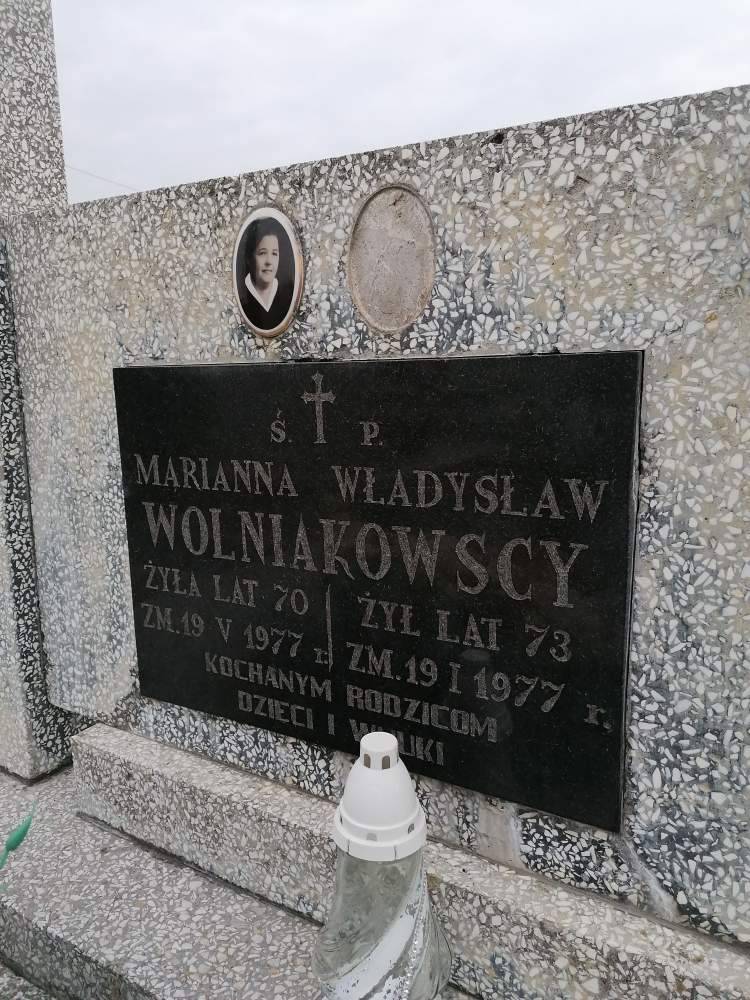 Ś. P.
MARIANNA WŁADYSŁAW
WOLNIAKOWSCY
ŻYŁA LAT 70
ZM.19 V 1977 r.
ŻYŁ LAT 73
ZM.19 I 1977 r,
KOCHANYM RODZICOM
DZIECI I